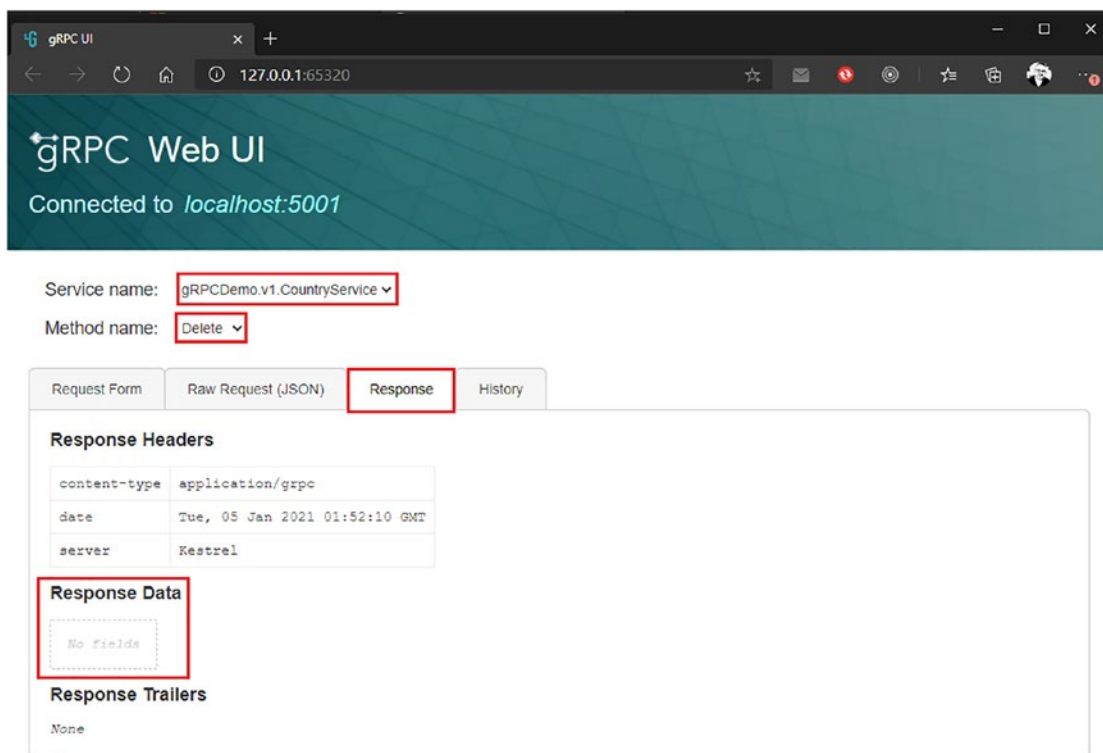 gRPC UI
127.0.0.1:65320
gRPC Web UI
Connected to localhost:5001
Service name: gRPCDemo.v1.CountryService
Method name: Delete
Request Form Raw Request (JSON) Response History
Response Headers
content-type application/grpc
date Tue, 05 Jan 2021 01:52:10 GMT
server Kestrel
Response Data
No fields
Response Trailers
None